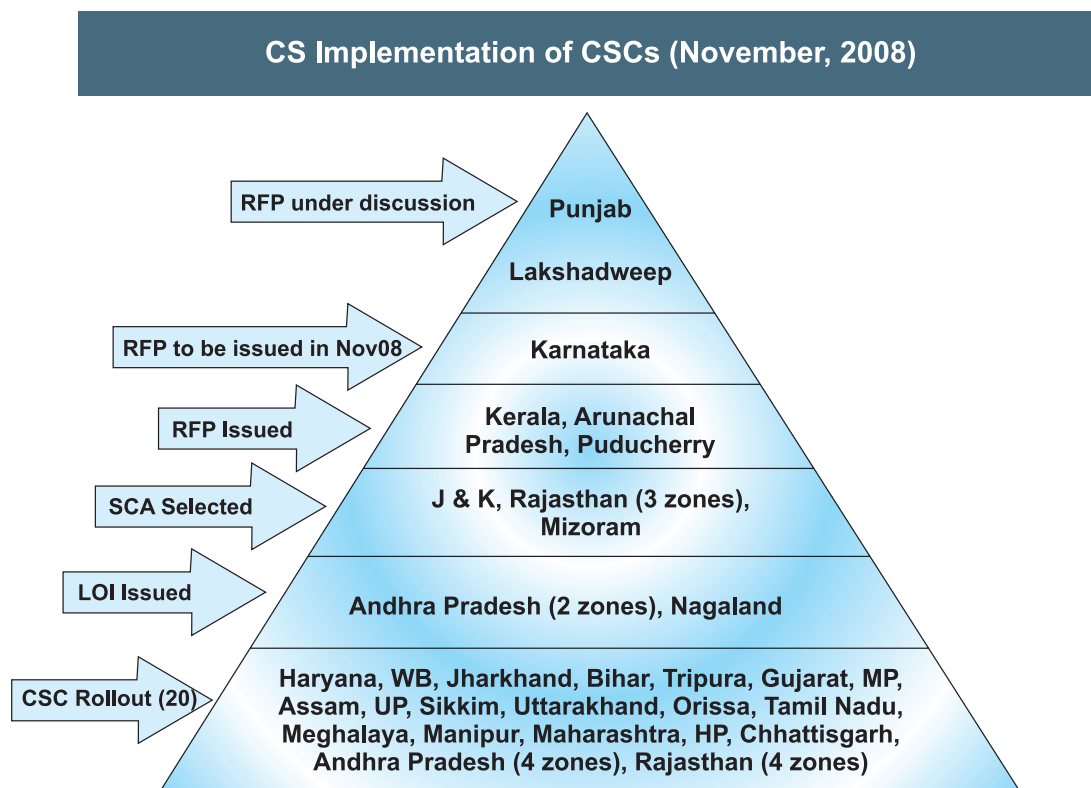 CS Implementation of CSCs (November, 2008)
RFP under discussion
Punjab
Lakshadweep
RFP to be issued in Nov08
Karnataka
RFP Issued
Kerala, Arunachal
Pradesh, Puducherry
SCA Selected
J & K, Rajasthan (3 zones),
Mizoram
LOI Issued
Andhra Pradesh (2 zones), Nagaland
CSC Rollout (20)
Haryana, WB, Jharkhand, Bihar, Tripura, Gujarat, MP,
Assam, UP, Sikkim, Uttarakhand, Orissa, Tamil Nadu,
Meghalaya, Manipur, Maharashtra, HP, Chhattisgarh,
Andhra Pradesh (4 zones), Rajasthan (4 zones)